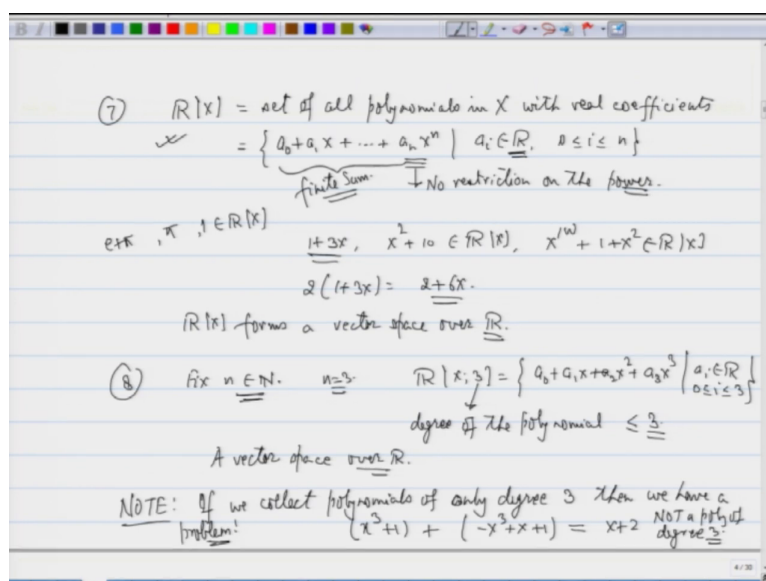 B I
⑦ ℝ[x] = set of all polynomials in X with real coefficients
= { a₀+a₁x + ... + aₙxⁿ | aᵢ ∈ ℝ, 0 ≤ i ≤ n }
finite sum. ↓ No restriction on the power.
e+π, π, 1 ∈ ℝ[x]
1+3x, x² + 10 ∈ ℝ[x], x¹⁰⁰ + 1 + x² ∈ ℝ[x]
2(1+3x) = 2+6x.
ℝ[x] forms a vector space over ℝ.
⑧ Fix n ∈ ℕ. n=3. ℝ[x;3] = { a₀+a₁x+a₂x²+a₃x³ | aᵢ ∈ ℝ 0≤i≤3 }
degree of the polynomial ≤ 3.
A vector space over ℝ.
NOTE: If we collect polynomials of only degree 3 then we have a
problem! (x³+1) + (-x³+x+1) = x+2 NOT a poly of degree 3.
4/30